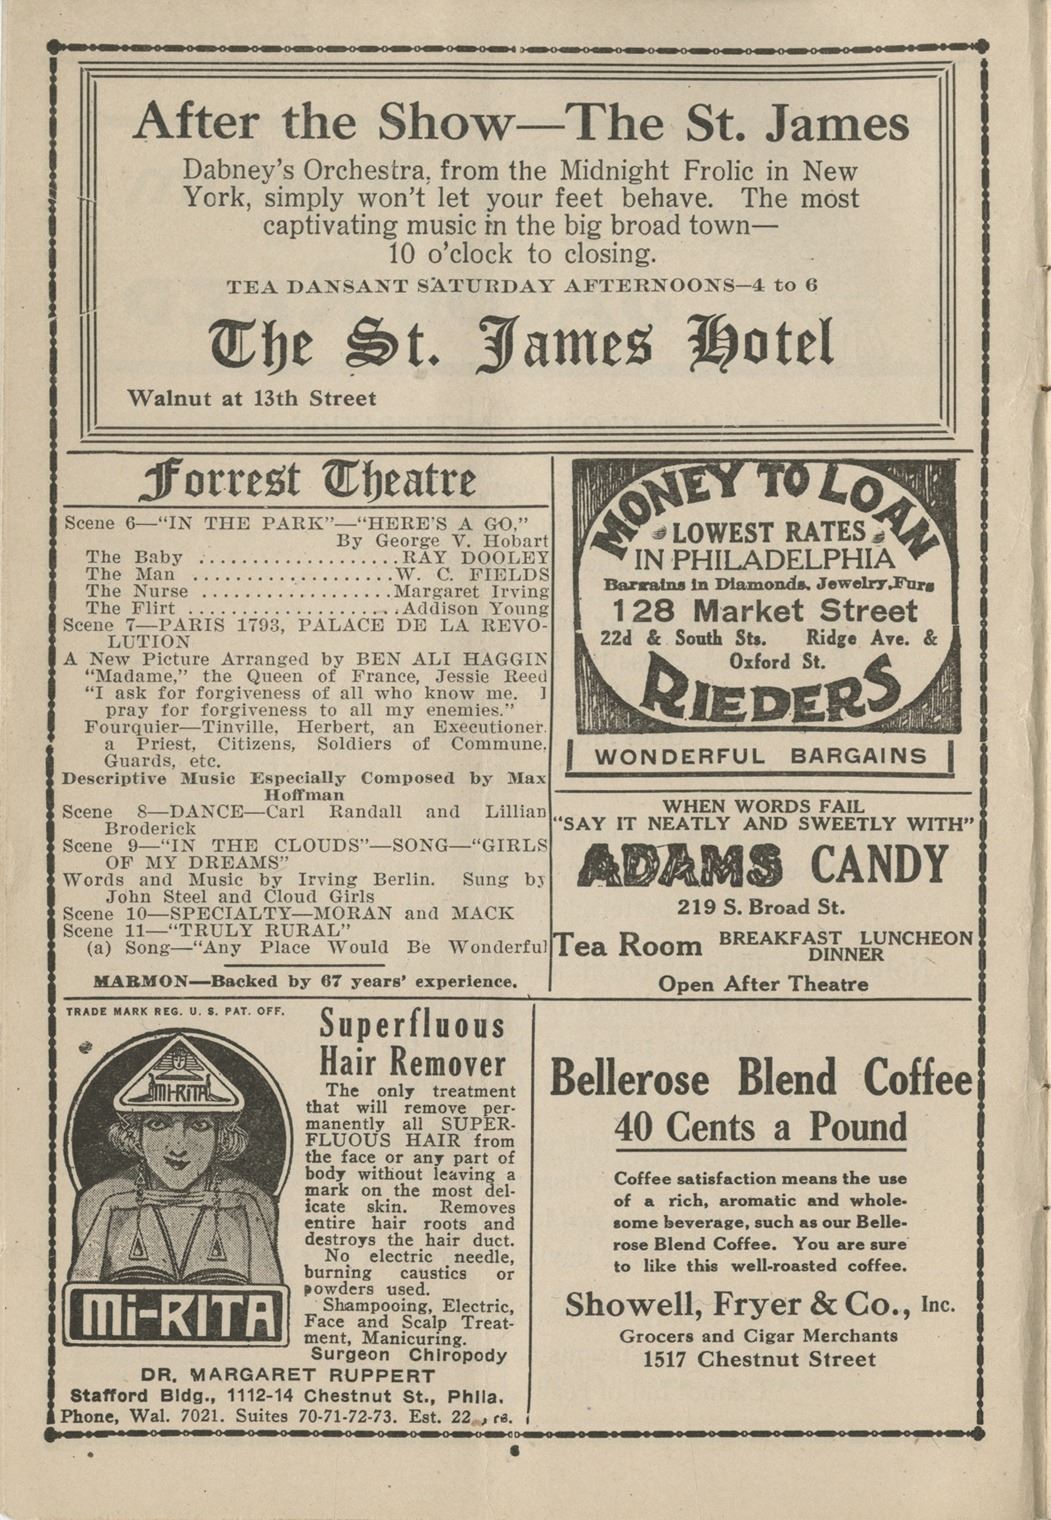 After the Show—The St. James
Dabney's Orchestra, from the Midnight Frolic in New
York, simply won't let your feet behave. The most
captivating music in the big broad town—
10 o'clock to closing.
TEA DANSANT SATURDAY AFTERNOONS—4 to 6
The St. James Hotel
Walnut at 13th Street
Forrest Theatre
Scene 6—"IN THE PARK"—"HERE'S A GO,"
By George V. Hobart
The Baby ...................RAY DOOLEY
The Man ...................W. C. FIELDS
The Nurse ..................Margaret Irving
The Flirt ....................Addison Young
Scene 7—PARIS 1793, PALACE DE LA REVO-
LUTION
A New Picture Arranged by BEN ALI HAGGIN
"Madame," the Queen of France, Jessie Reed
"I ask for forgiveness of all who know me. I
pray for forgiveness to all my enemies."
Fourquier—Tinville, Herbert, an Executioner.
a Priest, Citizens, Soldiers of Commune,
Guards, etc.
Descriptive Music Especially Composed by Max
Hoffman
Scene 8—DANCE—Carl Randall and Lillian
Broderick
Scene 9—"IN THE CLOUDS"—SONG—"GIRLS
OF MY DREAMS"
Words and Music by Irving Berlin. Sung by
John Steel and Cloud Girls
Scene 10—SPECIALTY—MORAN and MACK
Scene 11—"TRULY RURAL"
(a) Song—"Any Place Would Be Wonderful
MARMON—Backed by 67 years' experience.
MONEY TO LOAN
LOWEST RATES
IN PHILADELPHIA
Bargains in Diamonds, Jewelry, Furs
128 Market Street
22d & South Sts. Ridge Ave. &
Oxford St.
RIEDERS
WONDERFUL BARGAINS
WHEN WORDS FAIL
"SAY IT NEATLY AND SWEETLY WITH"
ADAMS CANDY
219 S. Broad St.
Tea Room BREAKFAST LUNCHEON
DINNER
Open After Theatre
TRADE MARK REG. U. S. PAT. OFF.
MI-RITA
MI-RITA
Superfluous
Hair Remover
The only treatment
that will remove per-
manently all SUPER-
FLUOUS HAIR from
the face or any part of
body without leaving a
mark on the most del-
icate skin. Removes
entire hair roots and
destroys the hair duct.
No electric needle,
burning caustics or
powders used.
Shampooing, Electric,
Face and Scalp Treat-
ment, Manicuring.
Surgeon Chiropody
DR. MARGARET RUPPERT
Stafford Bldg., 1112-14 Chestnut St., Phila.
Phone, Wal. 7021. Suites 70-71-72-73. Est. 22
Bellerose Blend Coffee
40 Cents a Pound
Coffee satisfaction means the use
of a rich, aromatic and whole-
some beverage, such as our Belle-
rose Blend Coffee. You are sure
to like this well-roasted coffee.
Showell, Fryer & Co., Inc.
Grocers and Cigar Merchants
1517 Chestnut Street
6